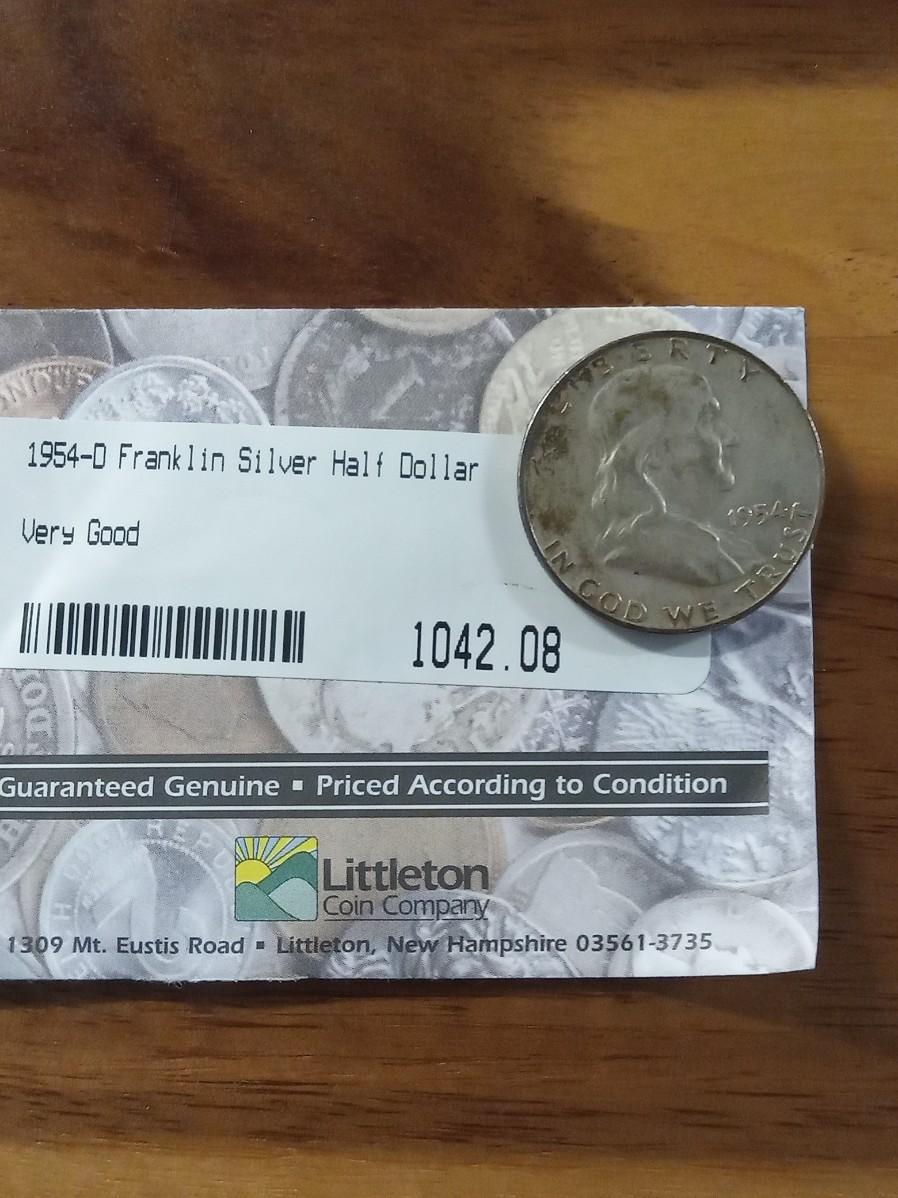 1954-D Franklin Silver Half Dollar
Very Good
1042.08
LIBERTY
1954
IN GOD WE TRUST
Guaranteed Genuine ▪ Priced According to Condition
Littleton
Coin Company
1309 Mt. Eustis Road ▪ Littleton, New Hampshire 03561-3735